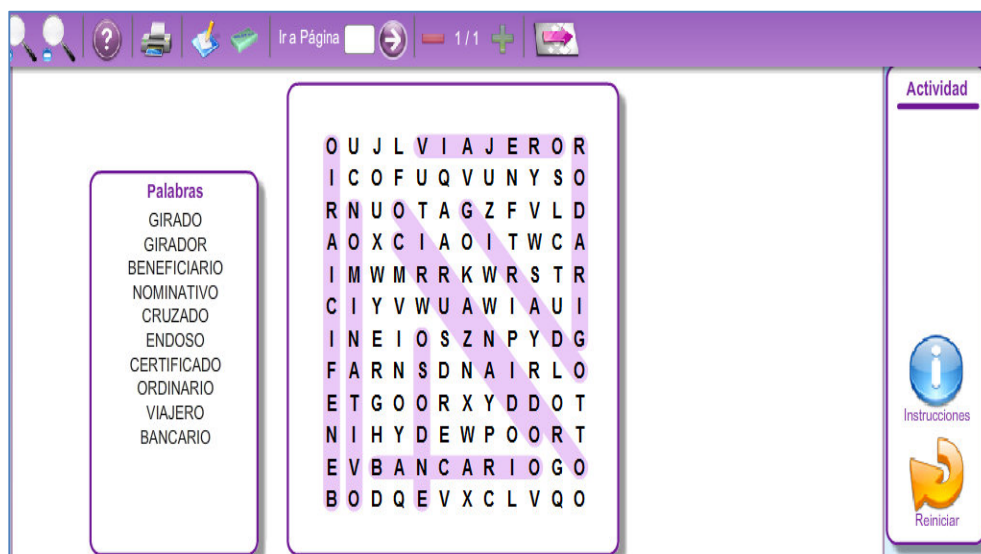 Ir a Página
1 / 1
Actividad
Palabras
GIRADO
GIRADOR
BENEFICIARIO
NOMINATIVO
CRUZADO
ENDOSO
CERTIFICADO
ORDINARIO
VIAJERO
BANCARIO
O U J L V I A J E R O R
I C O F U Q V U N Y S O
R N U O T A G Z F V L D
A O X C I A O I T W C A
I M W M R R K W R S T R
C I Y V W U A W I A U I
I N E I O S Z N P Y D G
F A R N S D N A I R L O
E T G O O R X Y D D O T
N I H Y D E W P O O R T
E V B A N C A R I O G O
B O D Q E V X C L V Q O
Instrucciones
Reiniciar